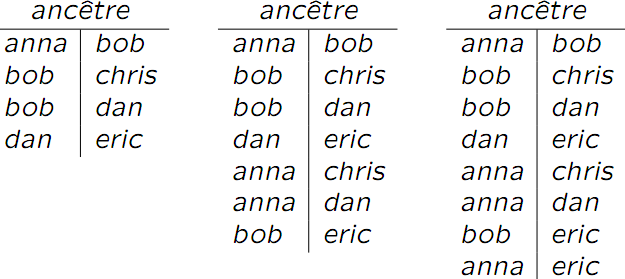 ancêtre
anna bob
bob chris
bob dan
dan eric
ancêtre
anna bob
bob chris
bob dan
dan eric
anna chris
anna dan
bob eric
ancêtre
anna bob
bob chris
bob dan
dan eric
anna chris
anna dan
bob eric
anna eric